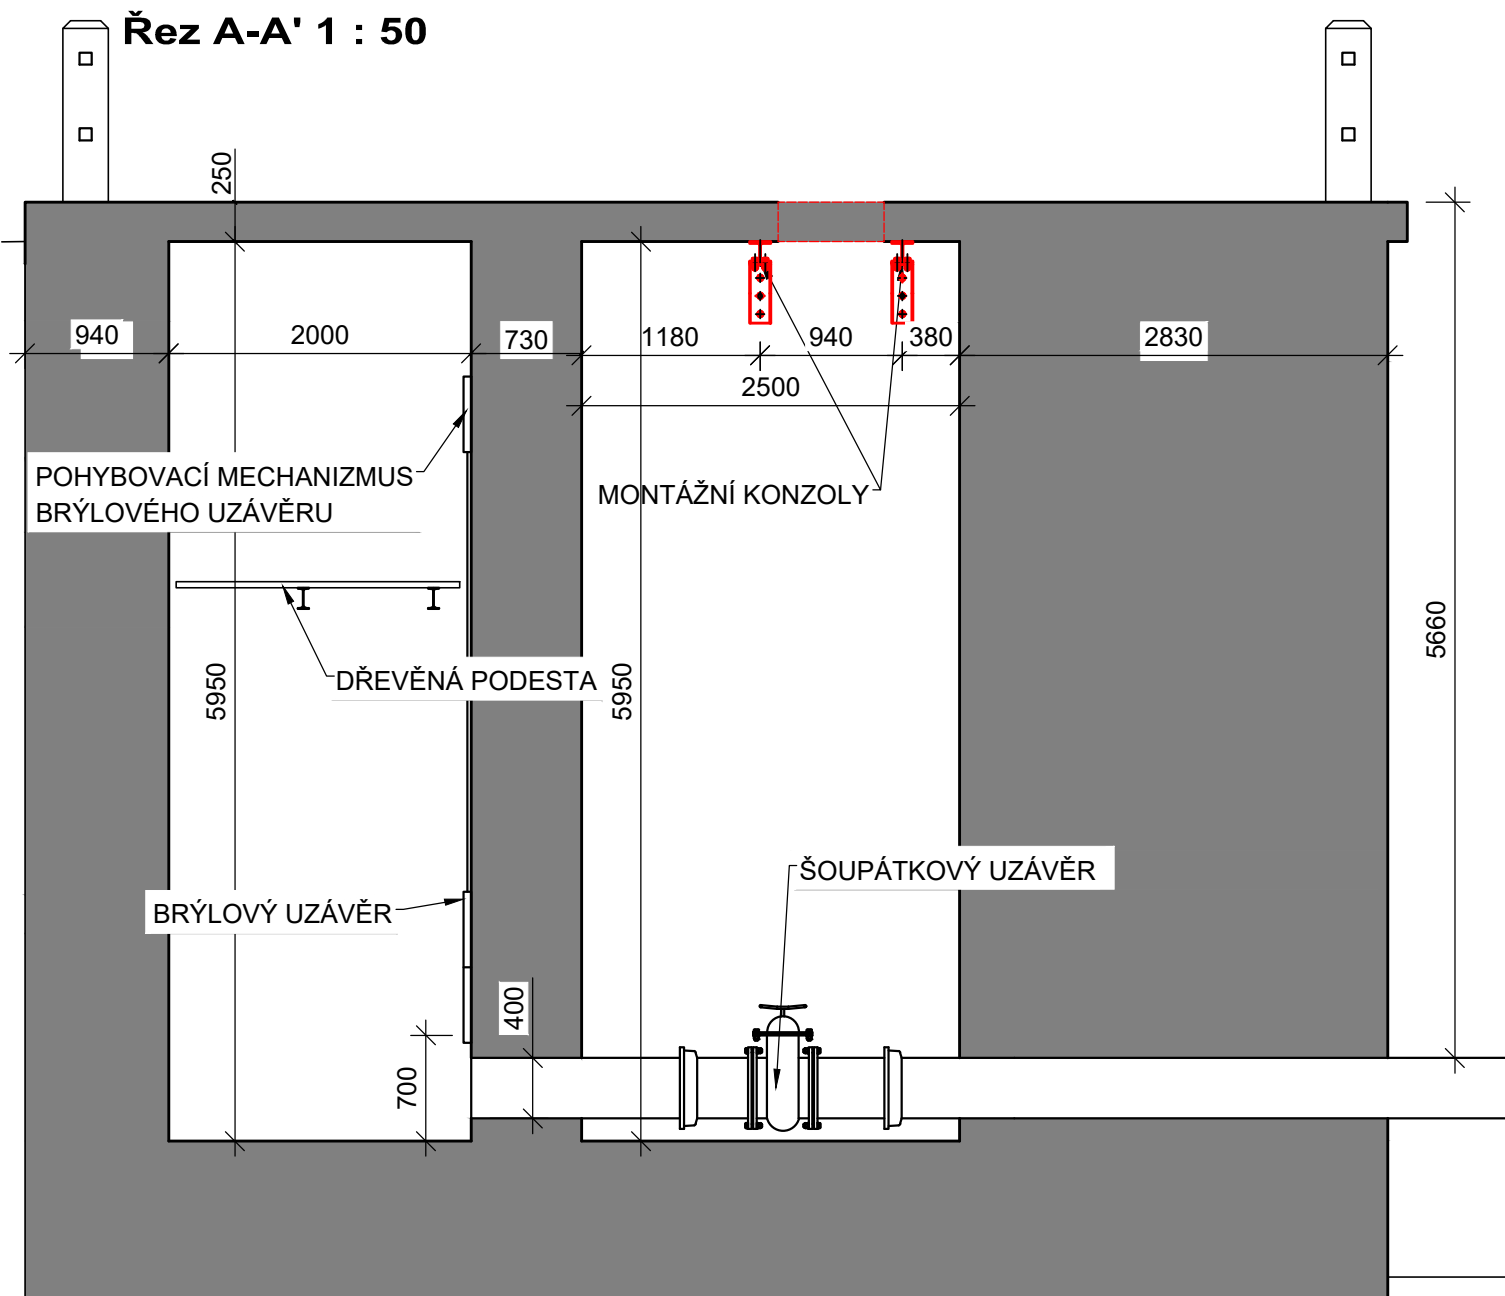 Řez A-A' 1 : 50
250
940
2000
730
1180
940
380
2830
2500
POHYBOVACÍ MECHANIZMUS
BRÝLOVÉHO UZÁVĚRU
MONTÁŽNÍ KONZOLY
5660
DŘEVĚNÁ PODESTA
5950
5950
ŠOUPÁTKOVÝ UZÁVĚR
BRÝLOVÝ UZÁVĚR
400
700